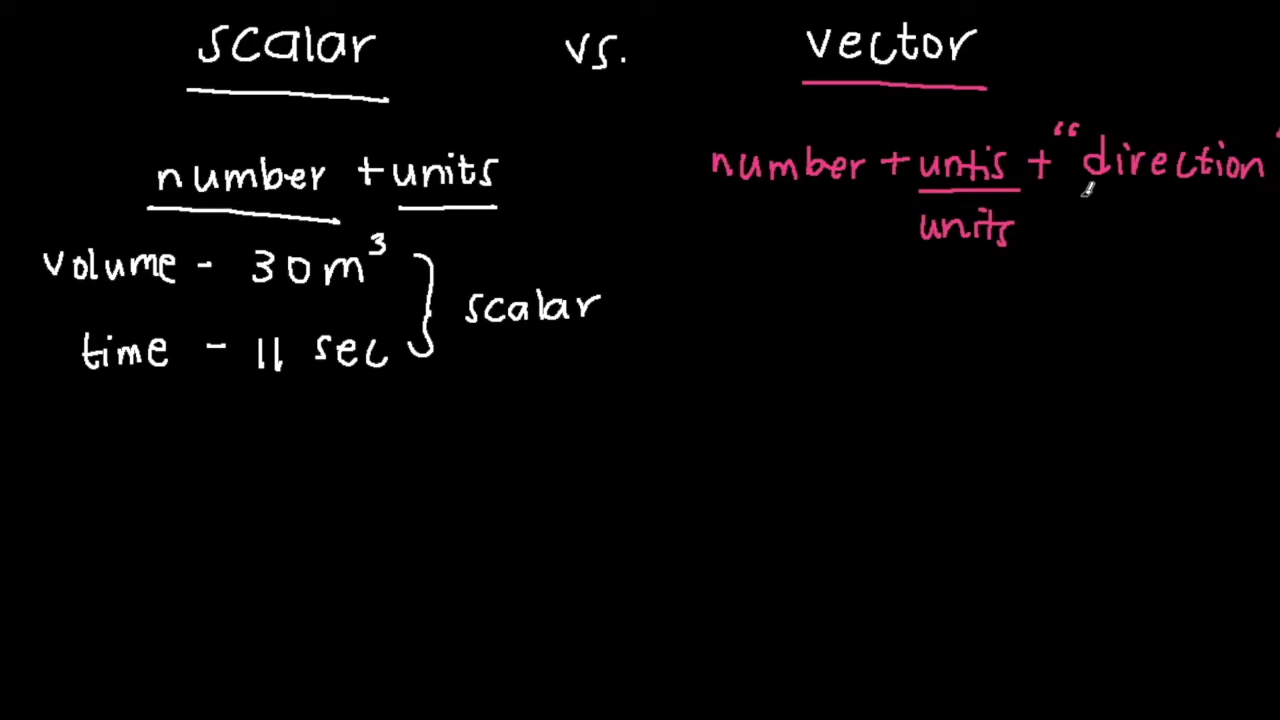 scalar vs. vector
number + units
volume - 30 m³
time - 11 sec
scalar
number + untis + "direction"
units